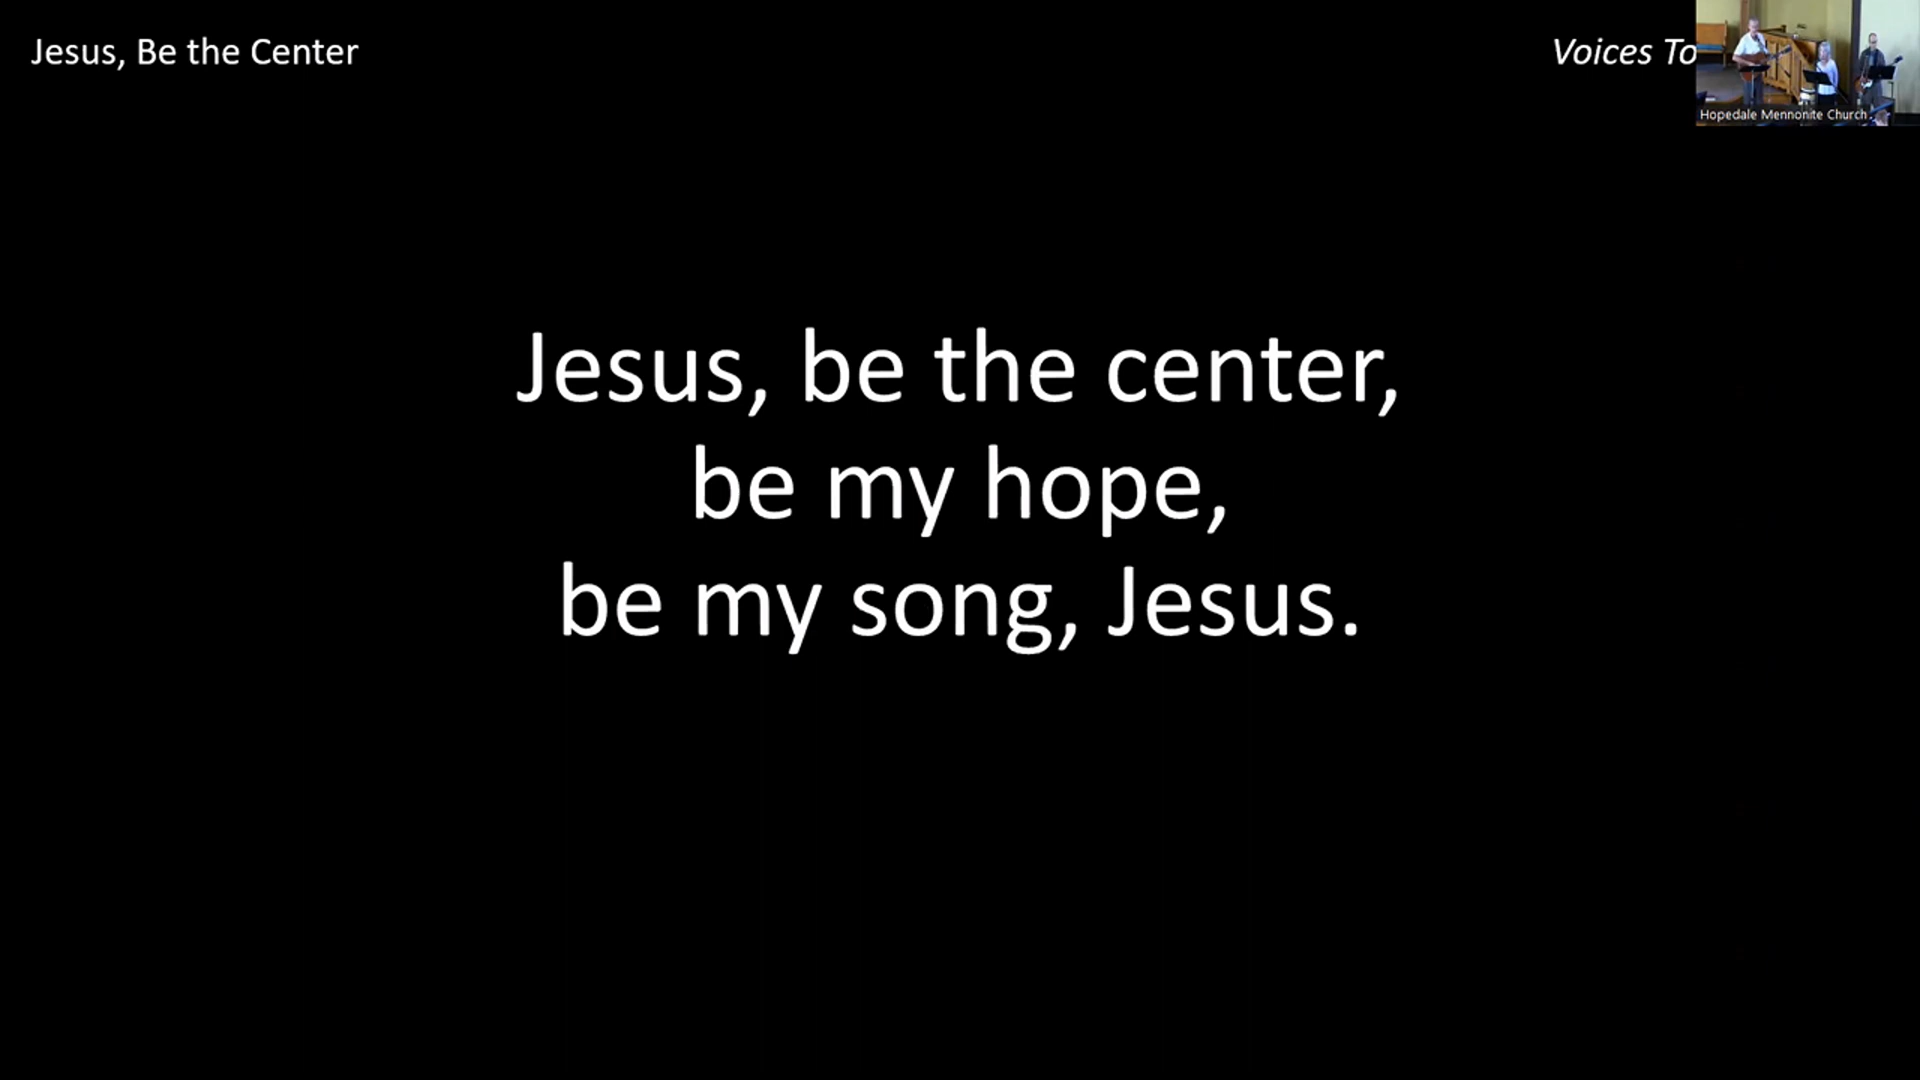 Jesus, Be the Center
Voices To
Hopedale Mennonite Church
Jesus, be the center,
be my hope,
be my song, Jesus.